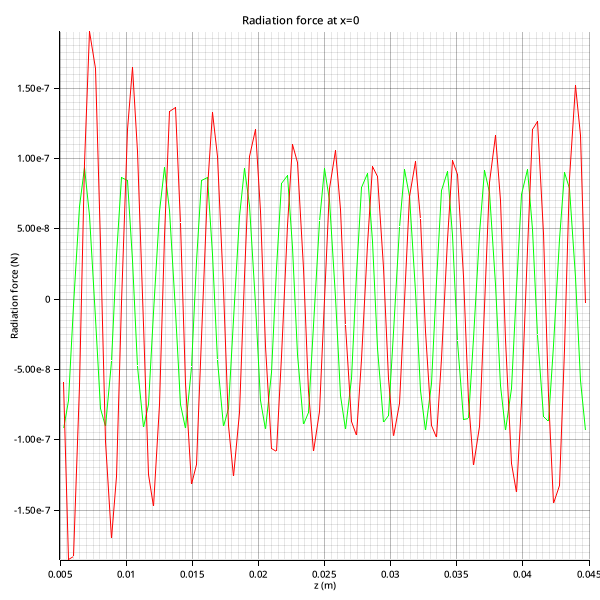 Radiation force at x=0
1.50e-7
1.00e-7
5.00e-8
0
-5.00e-8
-1.00e-7
-1.50e-7
Radiation force (N)
0.005 0.01 0.015 0.02 0.025 0.03 0.035 0.04 0.045
z (m)